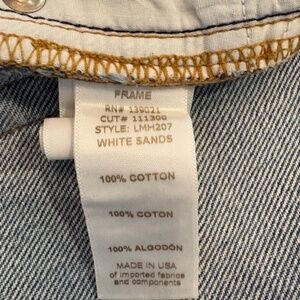 FRAME
RN# 139021
CUT# 111300
STYLE: LMH207
WHITE SANDS
100% COTTON
100% COTON
100% ALGODÓN
MADE IN USA
of imported fabrics
and components